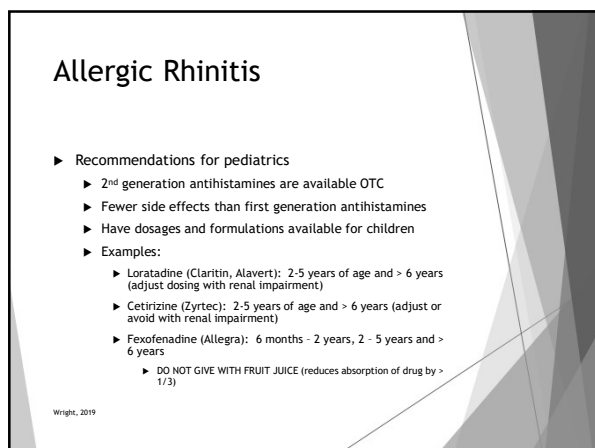 Allergic Rhinitis
► Recommendations for pediatrics
► 2nd generation antihistamines are available OTC
► Fewer side effects than first generation antihistamines
► Have dosages and formulations available for children
► Examples:
► Loratadine (Claritin, Alavert): 2-5 years of age and > 6 years
(adjust dosing with renal impairment)
► Cetirizine (Zyrtec): 2-5 years of age and > 6 years (adjust or
avoid with renal impairment)
► Fexofenadine (Allegra): 6 months – 2 years, 2 – 5 years and >
6 years
► DO NOT GIVE WITH FRUIT JUICE (reduces absorption of drug by >
1/3)
Wright, 2019